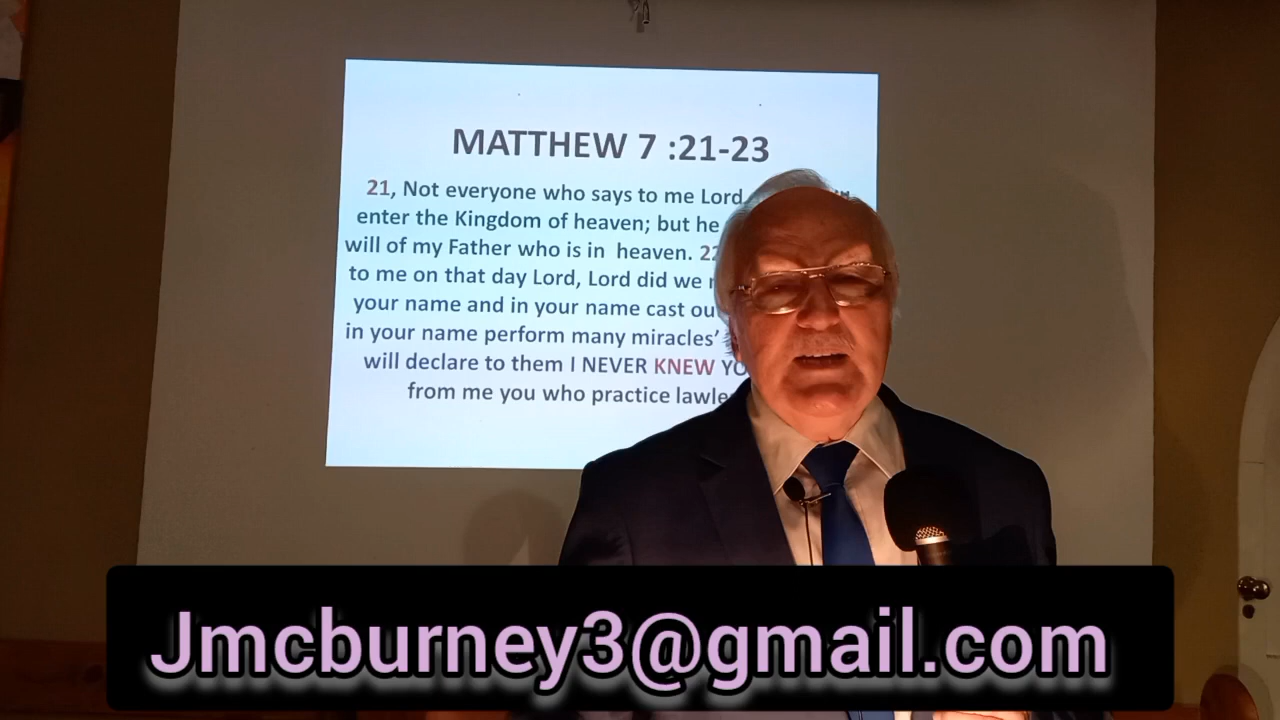 MATTHEW 7 :21-23
21, Not everyone who says to me Lord
enter the Kingdom of heaven; but he
will of my Father who is in heaven.
to me on that day Lord, Lord did we
your name and in your name cast
in your name perform many miracles’
will declare to them I NEVER KNEW
from me you who practice
Jmcburney3@gmail.com